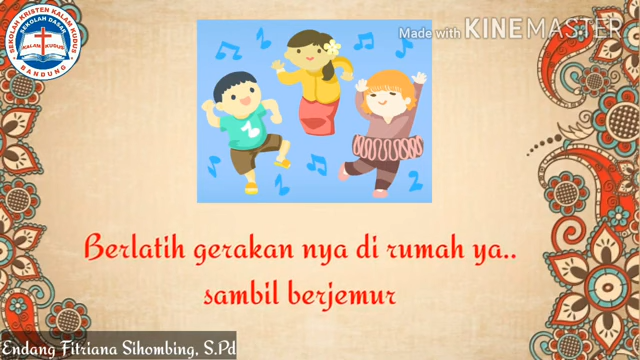 SEKOLAH KRISTEN KALAM KUDUS
SEKOLAH DASAR
KALAM KUDUS
BANDUNG
Made with KINEMASTER
Berlatih gerakan nya di rumah ya..
sambil berjemur
Endang Fitriana Sihombing, S.Pd